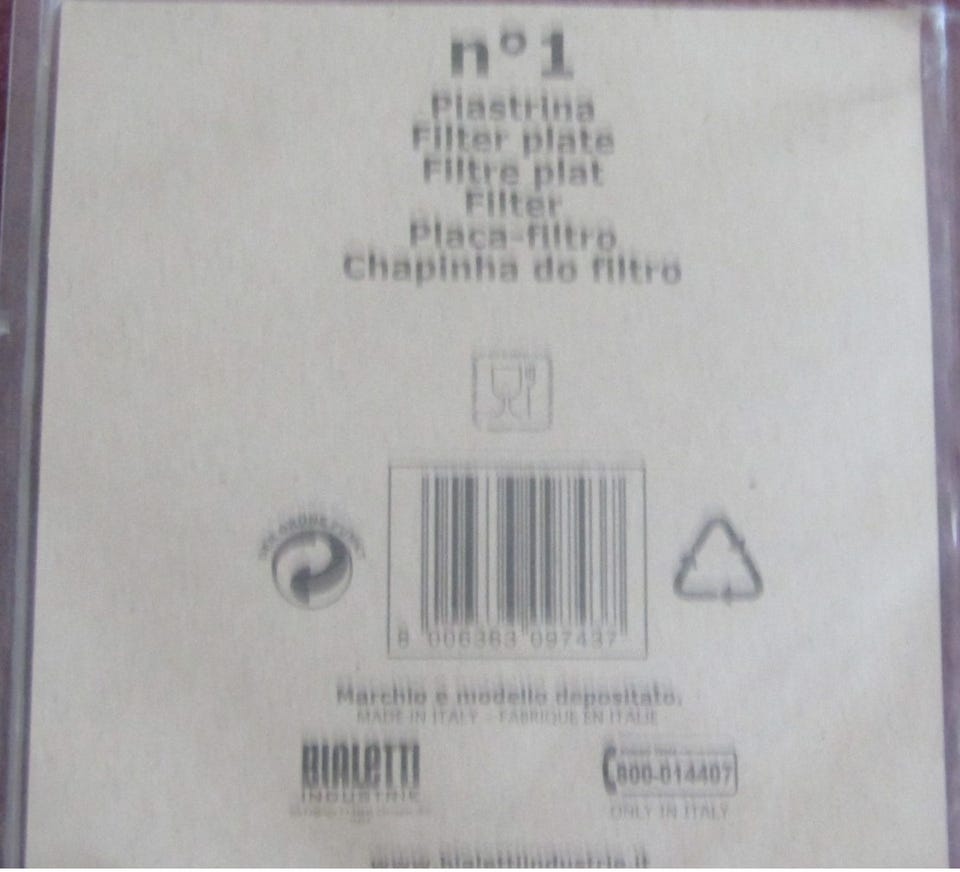 n°1
Piastrina
Filter plate
Filtre plat
Filter
Placa-filtro
Chapinha do filtro
8 006363 097437
Marchio e modello depositato.
MADE IN ITALY - FABRIQUE EN ITALIE
BIALETTI
INDUSTRIE
800-014407
ONLY IN ITALY
www.bialettiindustrie.it